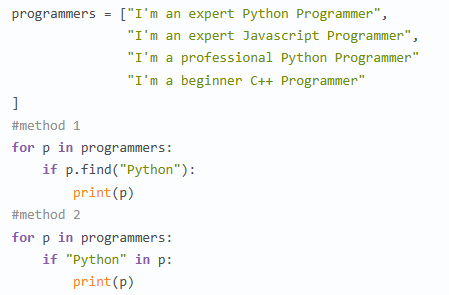 programmers = ["I'm an expert Python Programmer",
               "I'm an expert Javascript Programmer",
               "I'm a professional Python Programmer"
               "I'm a beginner C++ Programmer"
]
#method 1
for p in programmers:
    if p.find("Python"):
        print(p)
#method 2
for p in programmers:
    if "Python" in p:
        print(p)